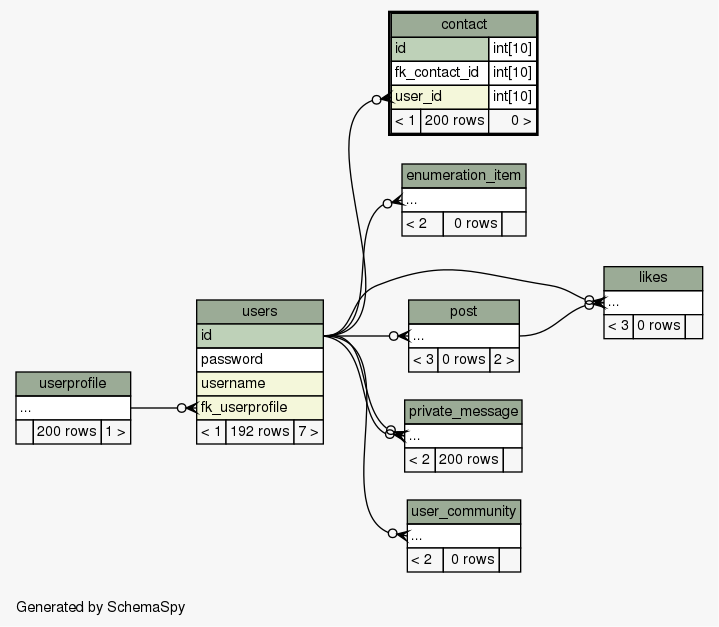 contact
id int[10]
fk_contact_id int[10]
user_id int[10]
< 1 200 rows 0 >
enumeration_item
...
< 2 0 rows
likes
...
< 3 0 rows
users
id
password
username
fk_userprofile
< 1 192 rows 7 >
post
...
< 3 0 rows 2 >
userprofile
...
200 rows 1 >
private_message
...
< 2 200 rows
user_community
...
< 2 0 rows
Generated by SchemaSpy